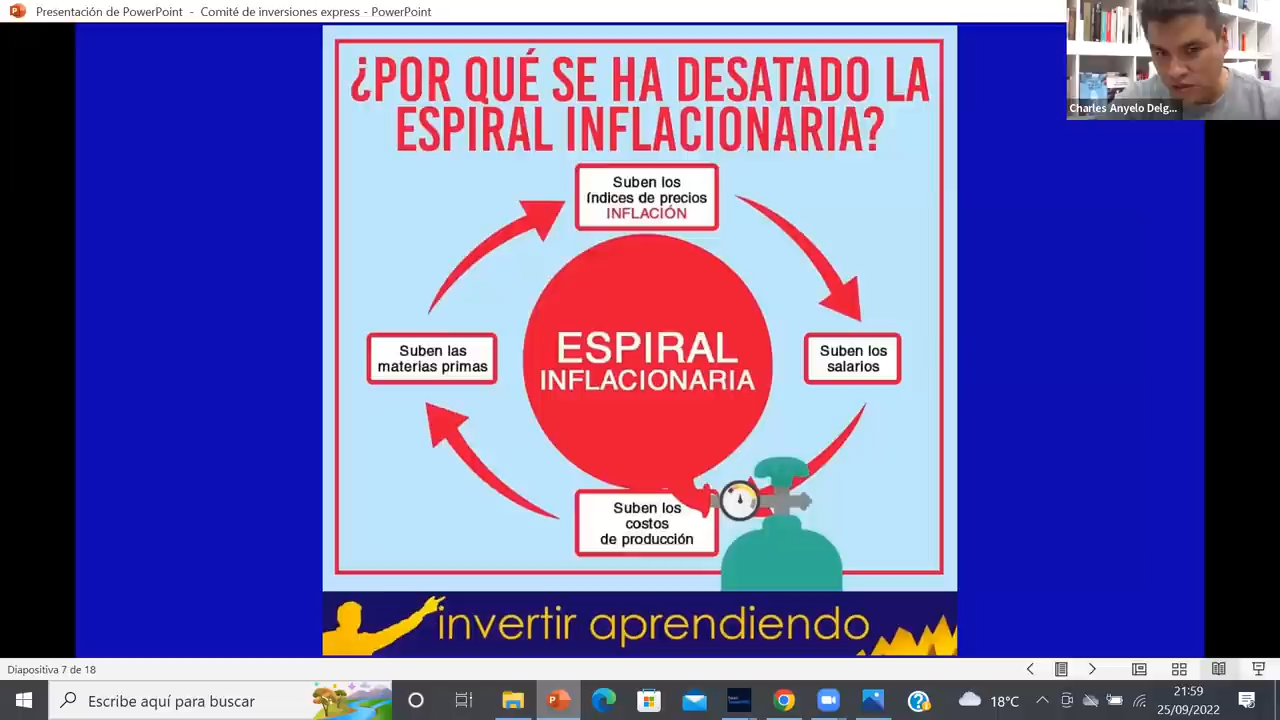 Presentación de PowerPoint - Comité de inversiones express - PowerPoint
Charles Anyelo Delg...
¿POR QUÉ SE HA DESATADO LA
ESPIRAL INFLACIONARIA?
Suben los
índices de precios
INFLACIÓN
Suben las
materias primas
ESPIRAL
INFLACIONARIA
Suben los
salarios
Suben los
costos
de producción
invertir aprendiendo
Diapositiva 7 de 18
Escribe aquí para buscar
18°C
21:59
25/09/2022